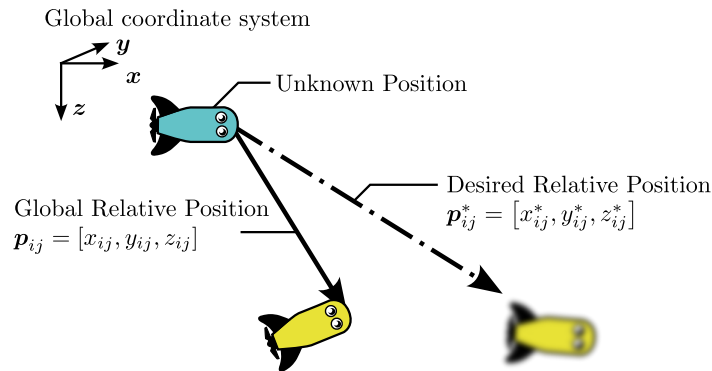 Global coordinate system
y
x
z
Unknown Position
Desired Relative Position
p*ij = [x*ij, y*ij, z*ij]
Global Relative Position
pij = [xij, yij, zij]